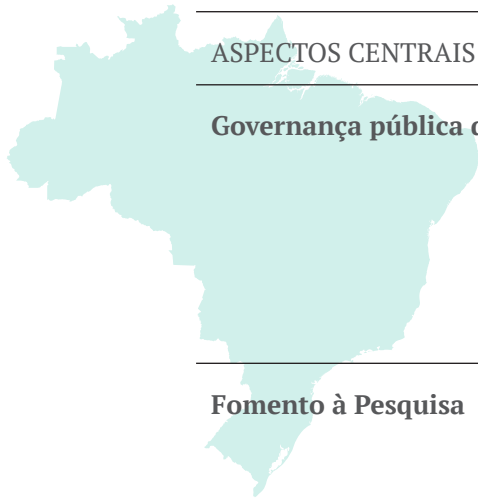 ASPECTOS CENTRAIS
Governança pública
Fomento à Pesquisa